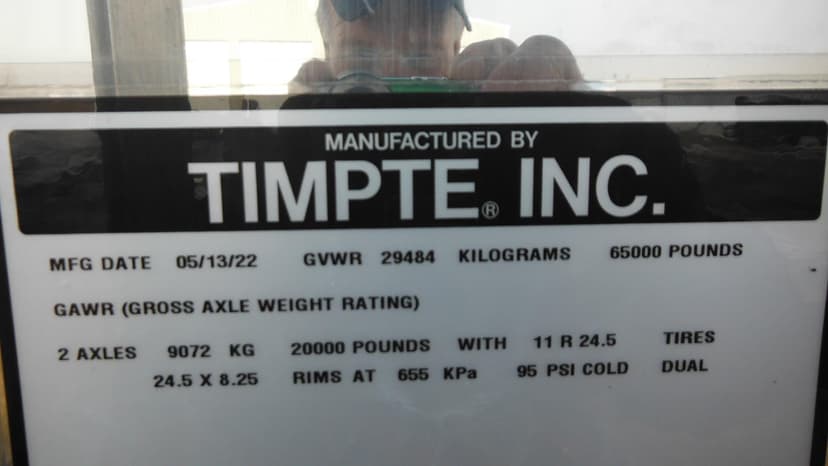 MANUFACTURED BY
TIMPTE® INC.
MFG DATE 05/13/22 GVWR 29484 KILOGRAMS 65000 POUNDS
GAWR (GROSS AXLE WEIGHT RATING)
2 AXLES 9072 KG 20000 POUNDS WITH 11 R 24.5 TIRES
24.5 X 8.25 RIMS AT 655 KPa 95 PSI COLD DUAL